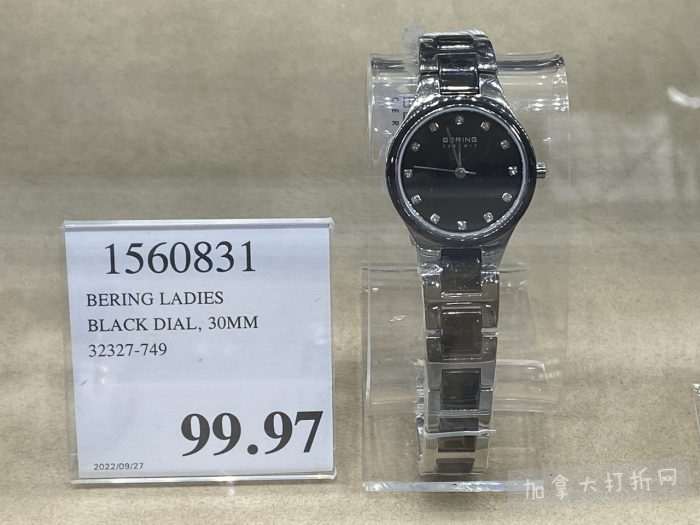 1560831
BERING LADIES
BLACK DIAL, 30MM
32327-749
99.97
2022/09/27
BERING
CERAMIC
加拿大打折网